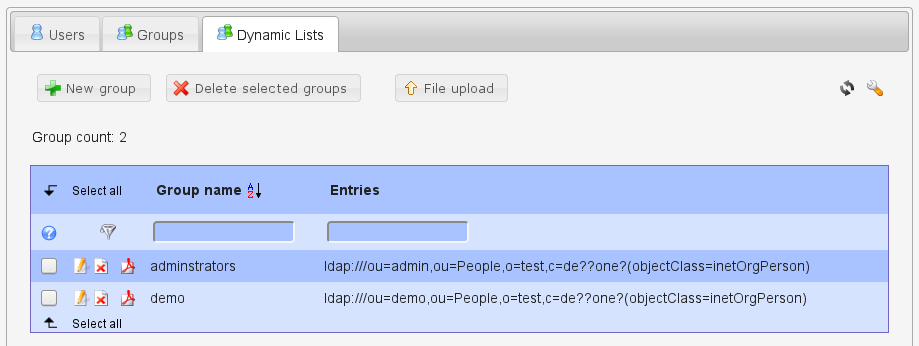 Users Groups Dynamic Lists
New group Delete selected groups File upload
Group count: 2
Select all Group name Entries
adminstrators ldap:///ou=admin,ou=People,o=test,c=de??one?(objectClass=inetOrgPerson)
demo ldap:///ou=demo,ou=People,o=test,c=de??one?(objectClass=inetOrgPerson)
Select all